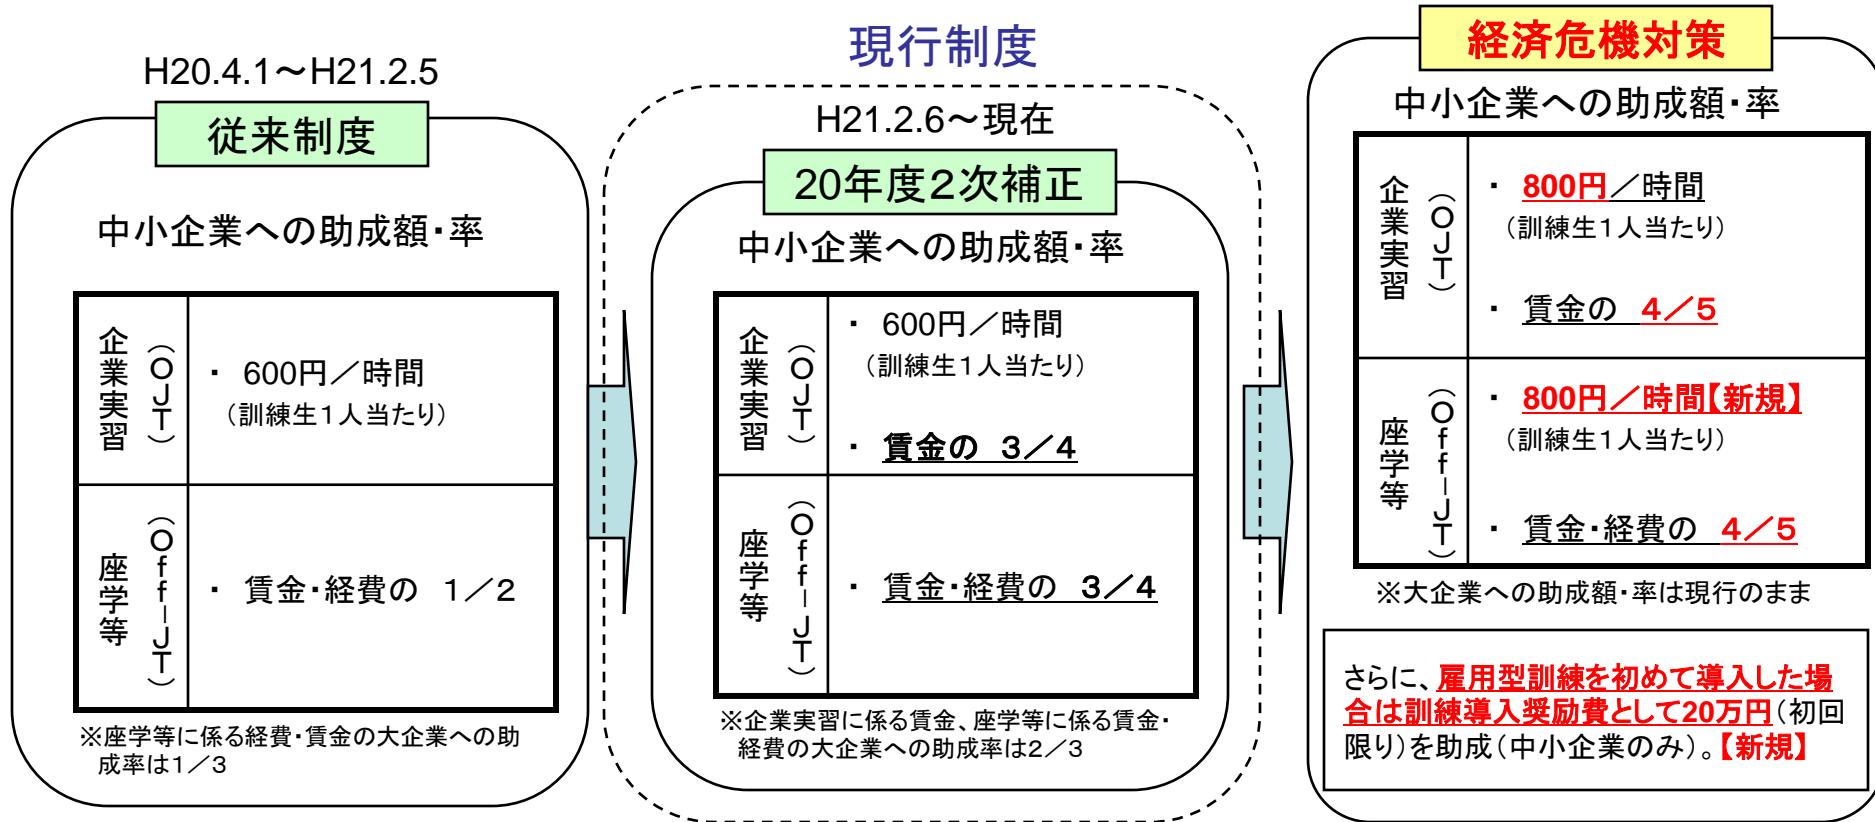 H20.4.1～H21.2.5
従来制度
中小企業への助成額・率
企業実習
（OJT）
・ 600円／時間
（訓練生１人当たり）
座学等
（Off－JT）
・ 賃金・経費の １／２
※座学等に係る経費・賃金の大企業への助
成率は１／３
現行制度
H21.2.6～現在
20年度２次補正
中小企業への助成額・率
企業実習
（OJT）
・ 600円／時間
（訓練生１人当たり）
・ 賃金の ３／４
座学等
（Off－JT）
・ 賃金・経費の ３／４
※企業実習に係る賃金、座学等に係る賃金・
経費の大企業への助成率は２／３
経済危機対策
中小企業への助成額・率
企業実習
（OJT）
・ 800円／時間
（訓練生１人当たり）
・ 賃金の ４／５
座学等
（Off－JT）
・ 800円／時間【新規】
（訓練生１人当たり）
・ 賃金・経費の ４／５
※大企業への助成額・率は現行のまま
さらに、雇用型訓練を初めて導入した場
合は訓練導入奨励費として20万円（初回
限り）を助成（中小企業のみ）。【新規】